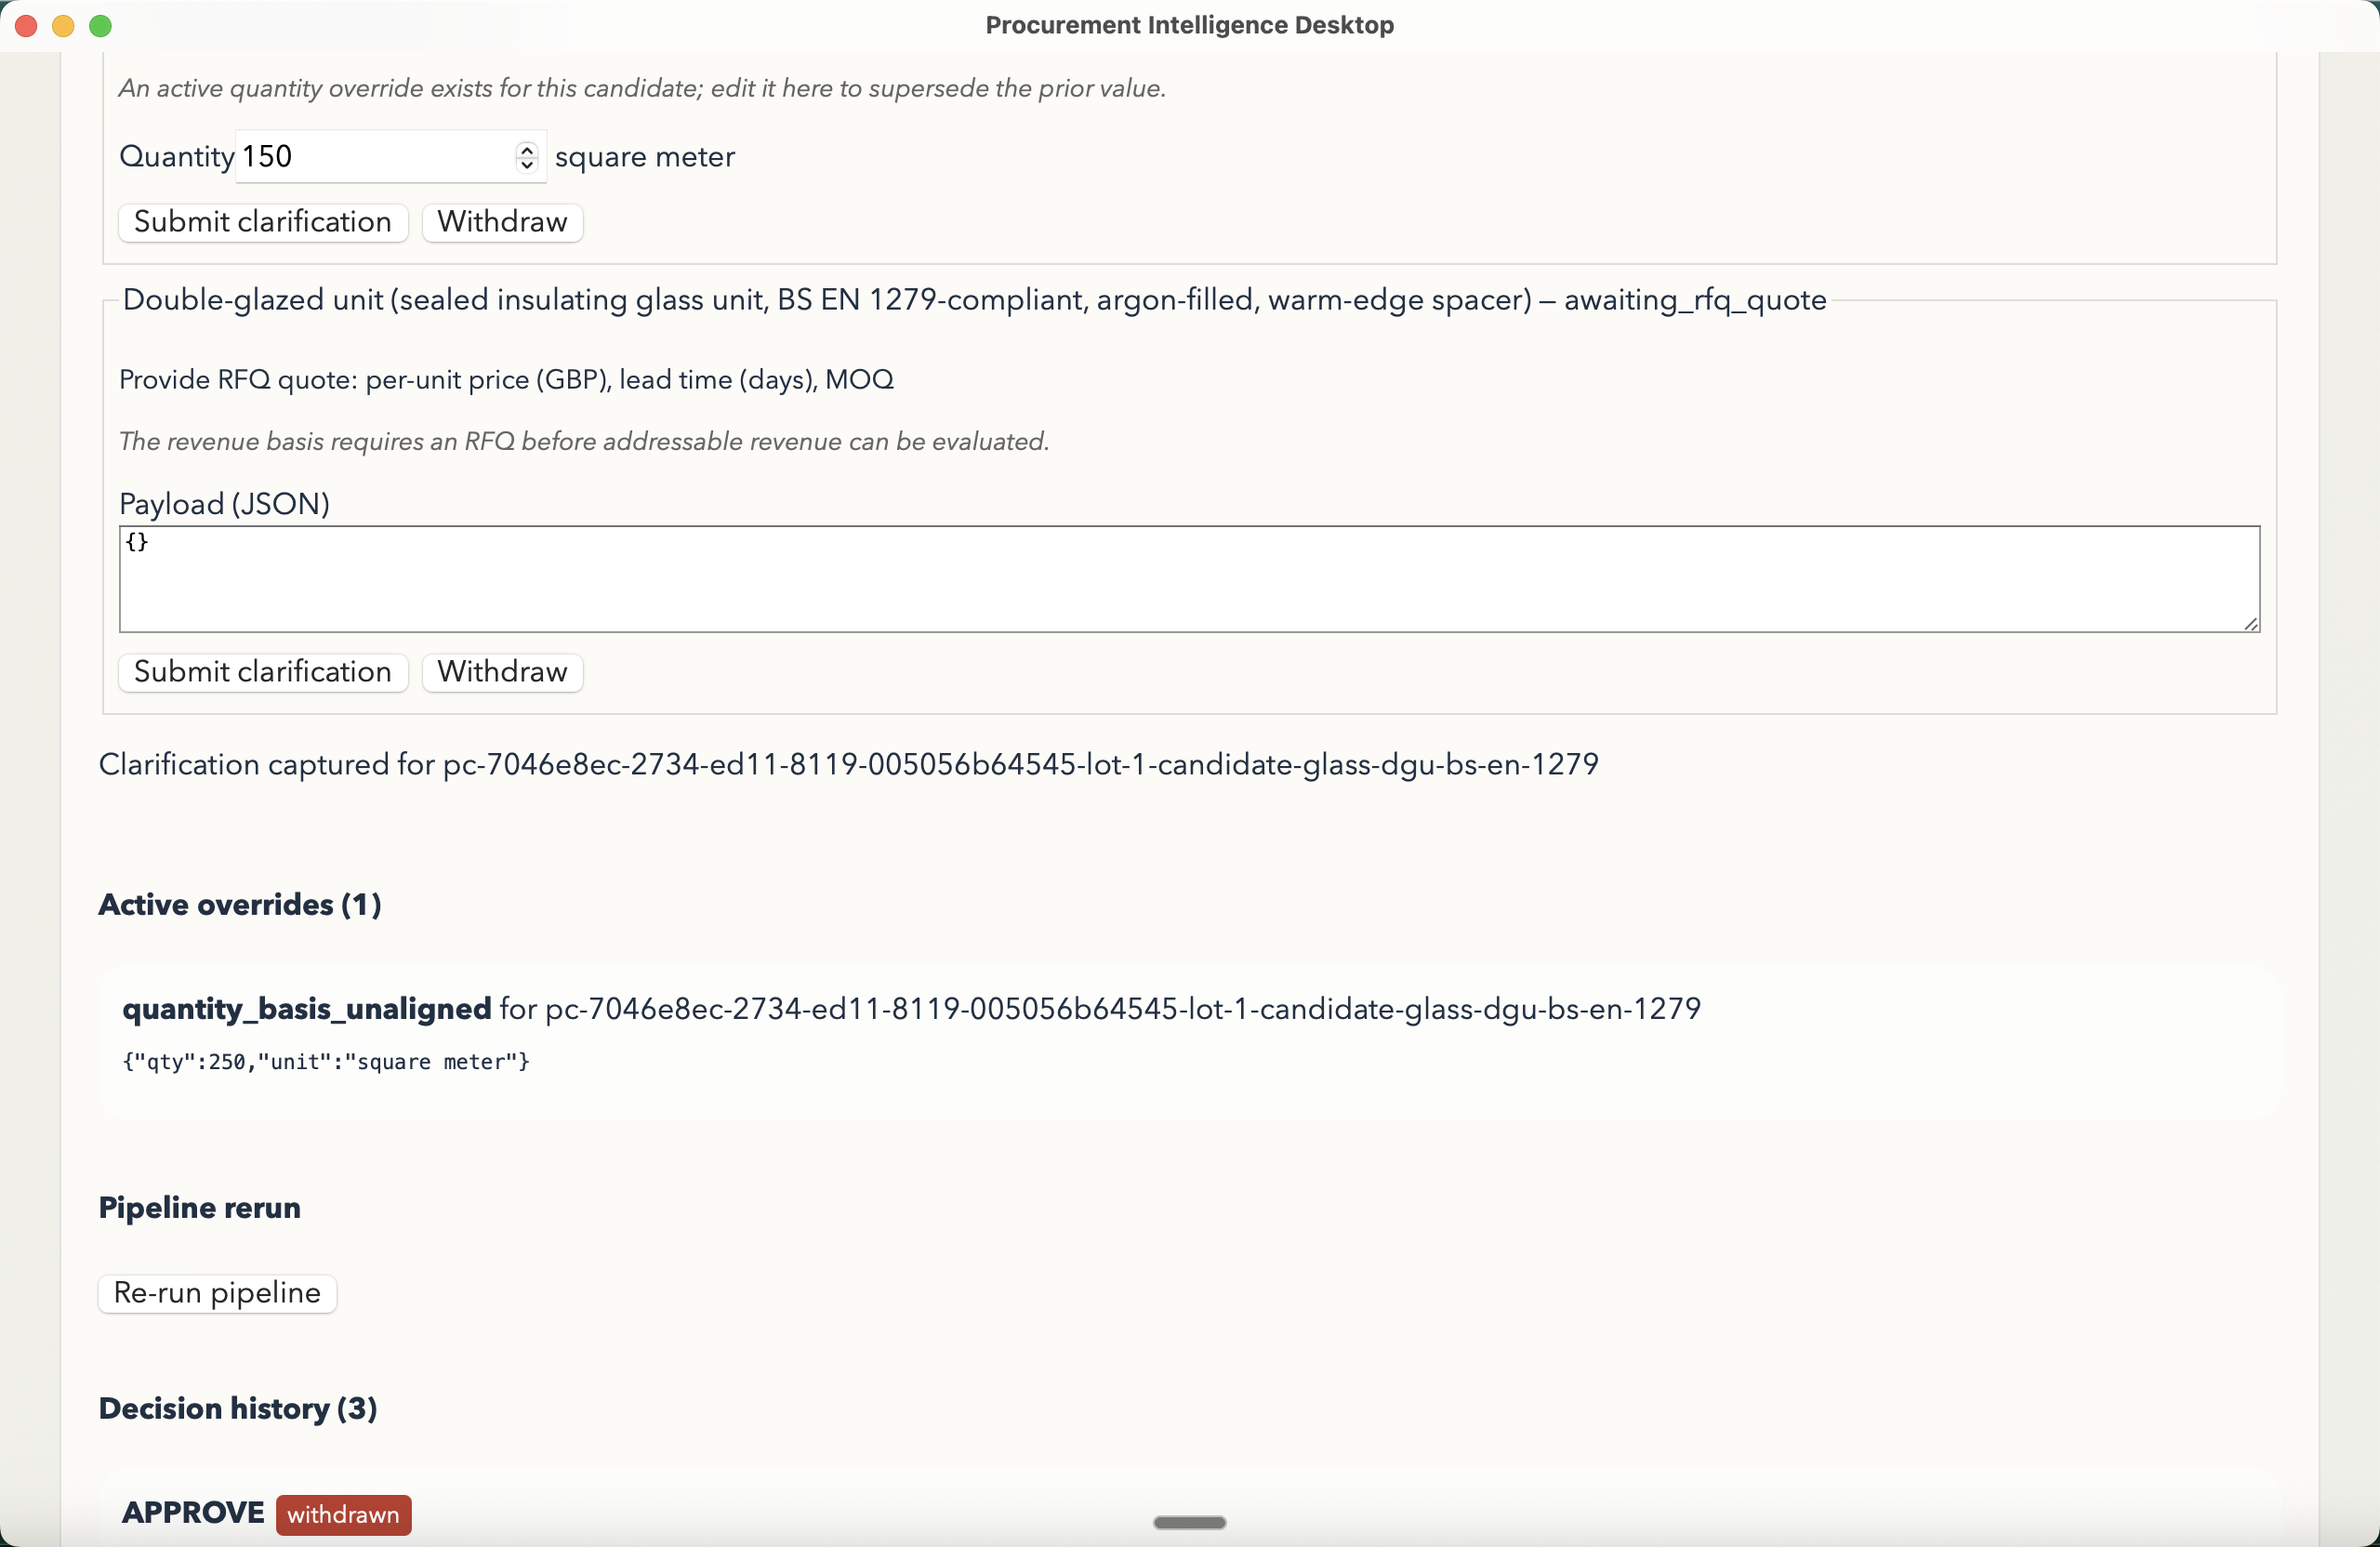 Procurement Intelligence Desktop
An active quantity override exists for this candidate; edit it here to supersede the prior value.
Quantity 150 square meter
Submit clarification Withdraw
Double-glazed unit (sealed insulating glass unit, BS EN 1279-compliant, argon-filled, warm-edge spacer) — awaiting_rfq_quote
Provide RFQ quote: per-unit price (GBP), lead time (days), MOQ
The revenue basis requires an RFQ before addressable revenue can be evaluated.
Payload (JSON)
{}
Submit clarification Withdraw
Clarification captured for pc-7046e8ec-2734-ed11-8119-005056b64545-lot-1-candidate-glass-dgu-bs-en-1279
Active overrides (1)
quantity_basis_unaligned for pc-7046e8ec-2734-ed11-8119-005056b64545-lot-1-candidate-glass-dgu-bs-en-1279
{"qty":250,"unit":"square meter"}
Pipeline rerun
Re-run pipeline
Decision history (3)
APPROVE withdrawn